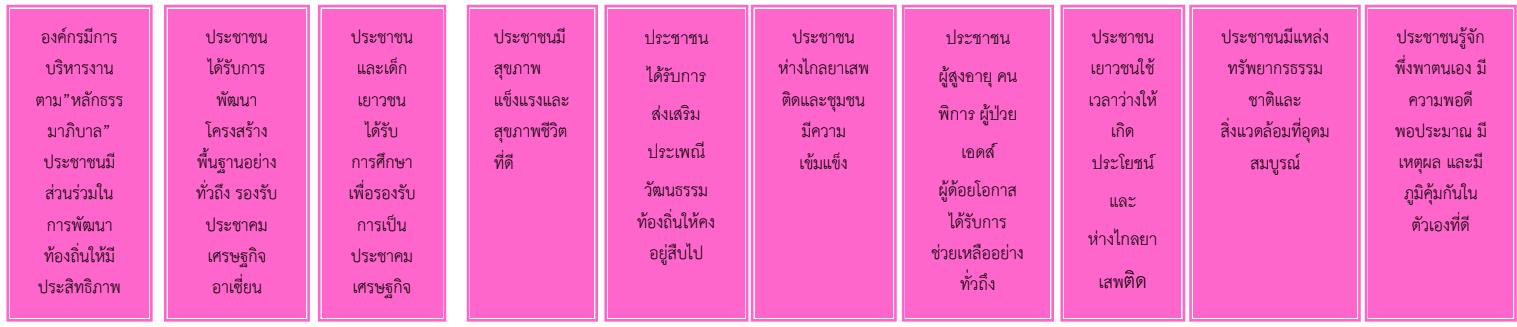 องค์กรมีการ
บริหารงาน
ตาม”หลักธรร
มาภิบาล”
ประชาชนมี
ส่วนร่วมใน
การพัฒนา
ท้องถิ่นให้มี
ประสิทธิภาพ
ประชาชน
ได้รับการ
พัฒนา
โครงสร้าง
พื้นฐานอย่าง
ทั่วถึง รองรับ
ประชาคม
เศรษฐกิจ
อาเซี่ยน
ประชาชน
และเด็ก
เยาวชน
ได้รับ
การศึกษา
เพื่อรองรับ
การเป็น
ประชาคม
เศรษฐกิจ
ประชาชนมี
สุขภาพ
แข็งแรงและ
สุขภาพชีวิต
ที่ดี
ประชาชน
ได้รับการ
ส่งเสริม
ประเพณี
วัฒนธรรม
ท้องถิ่นให้คง
อยู่สืบไป
ประชาชน
ห่างไกลยาเสพ
ติดและชุมชน
มีความ
เข้มแข็ง
ประชาชน
ผู้สูงอายุ คน
พิการ ผู้ป่วย
เอดส์
ผู้ด้อยโอกาส
ได้รับการ
ช่วยเหลืออย่าง
ทั่วถึง
ประชาชน
เยาวชนใช้
เวลาว่างให้
เกิด
ประโยชน์
และ
ห่างไกลยา
เสพติด
ประชาชนมีแหล่ง
ทรัพยากรธรรม
ชาติและ
สิ่งแวดล้อมที่อุดม
สมบูรณ์
ประชาชนรู้จัก
พึ่งพาตนเอง มี
ความพอดี
พอประมาณ มี
เหตุผล และมี
ภูมิคุ้มกันใน
ตัวเองที่ดี